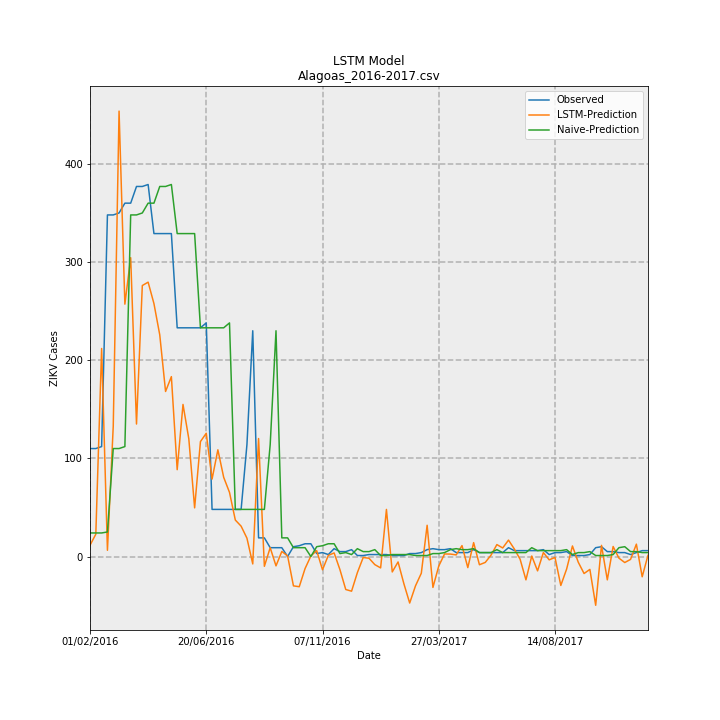 LSTM Model
Alagoas_2016-2017.csv
Observed
LSTM-Prediction
Naive-Prediction
400
300
200
100
0
ZIKV Cases
01/02/2016 20/06/2016 07/11/2016 27/03/2017 14/08/2017
Date